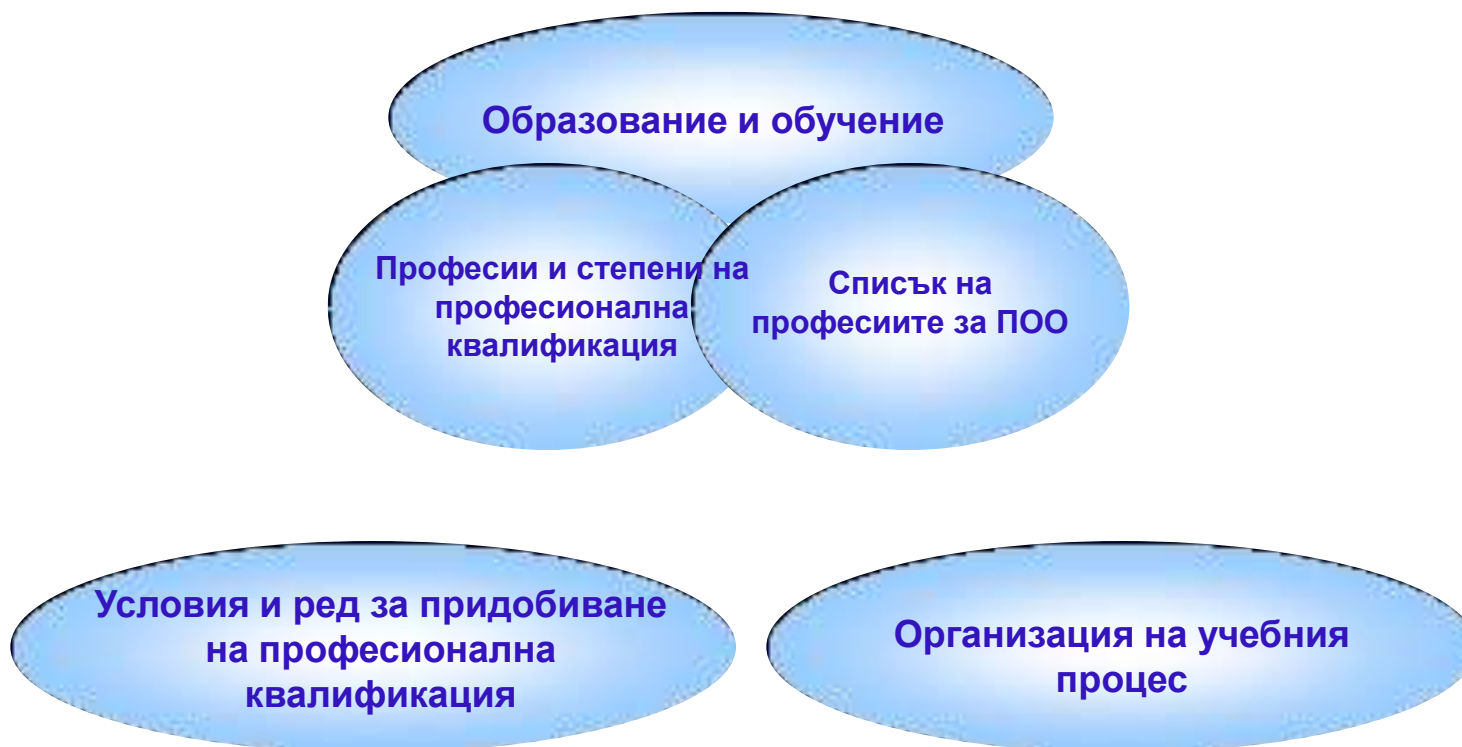 Образование и обучение
Професии и степени на
професионална
квалификация
Списък на
професиите за ПОО
Условия и ред за придобиване
на професионална
квалификация
Организация на учебния
процес